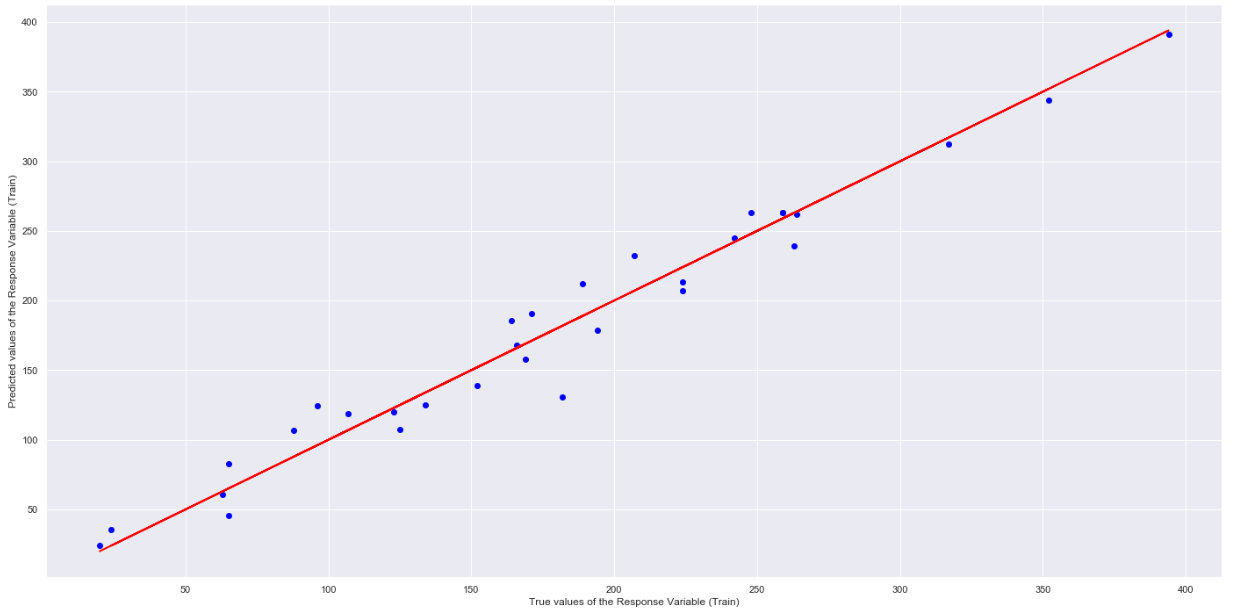 400
350
300
250
200
150
100
50
Predicted values of the Response Variable (Train)
50 100 150 200 250 300 350 400
True values of the Response Variable (Train)